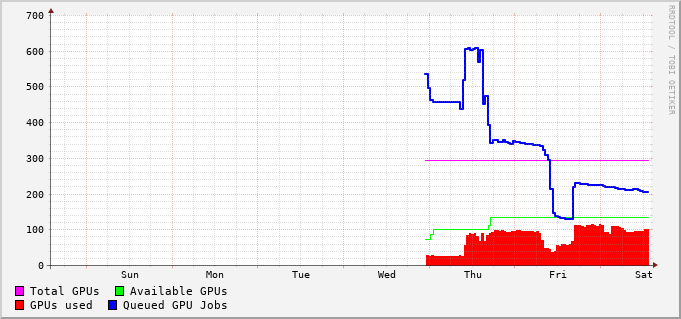 700
600
500
400
300
200
100
0
Sun Mon Tue Wed Thu Fri Sat
Total GPUs Available GPUs
GPUs used Queued GPU Jobs
RRDTOOL / TOBI OETIKER